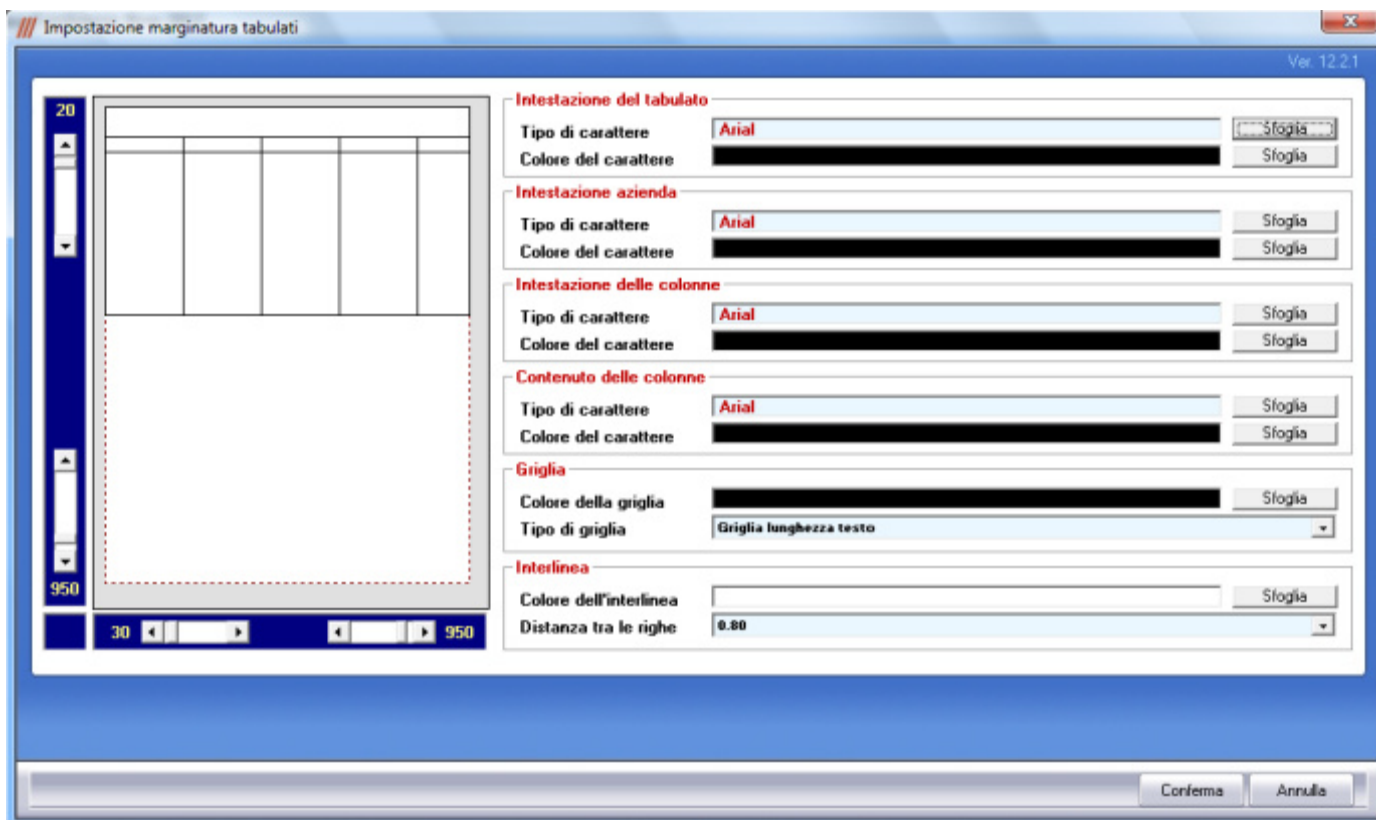 Impostazione marginatura tabulati
Ver. 12.2.1
20
950
30
950
Intestazione del tabulato
Tipo di carattere Arial Sfoglia
Colore del carattere Sfoglia
Intestazione azienda
Tipo di carattere Arial Sfoglia
Colore del carattere Sfoglia
Intestazione delle colonne
Tipo di carattere Arial Sfoglia
Colore del carattere Sfoglia
Contenuto delle colonne
Tipo di carattere Arial Sfoglia
Colore del carattere Sfoglia
Griglia
Colore della griglia Sfoglia
Tipo di griglia Griglia lunghezza testo
Interlinea
Colore dell'interlinea Sfoglia
Distanza tra le righe 0.80
Conferma Annulla